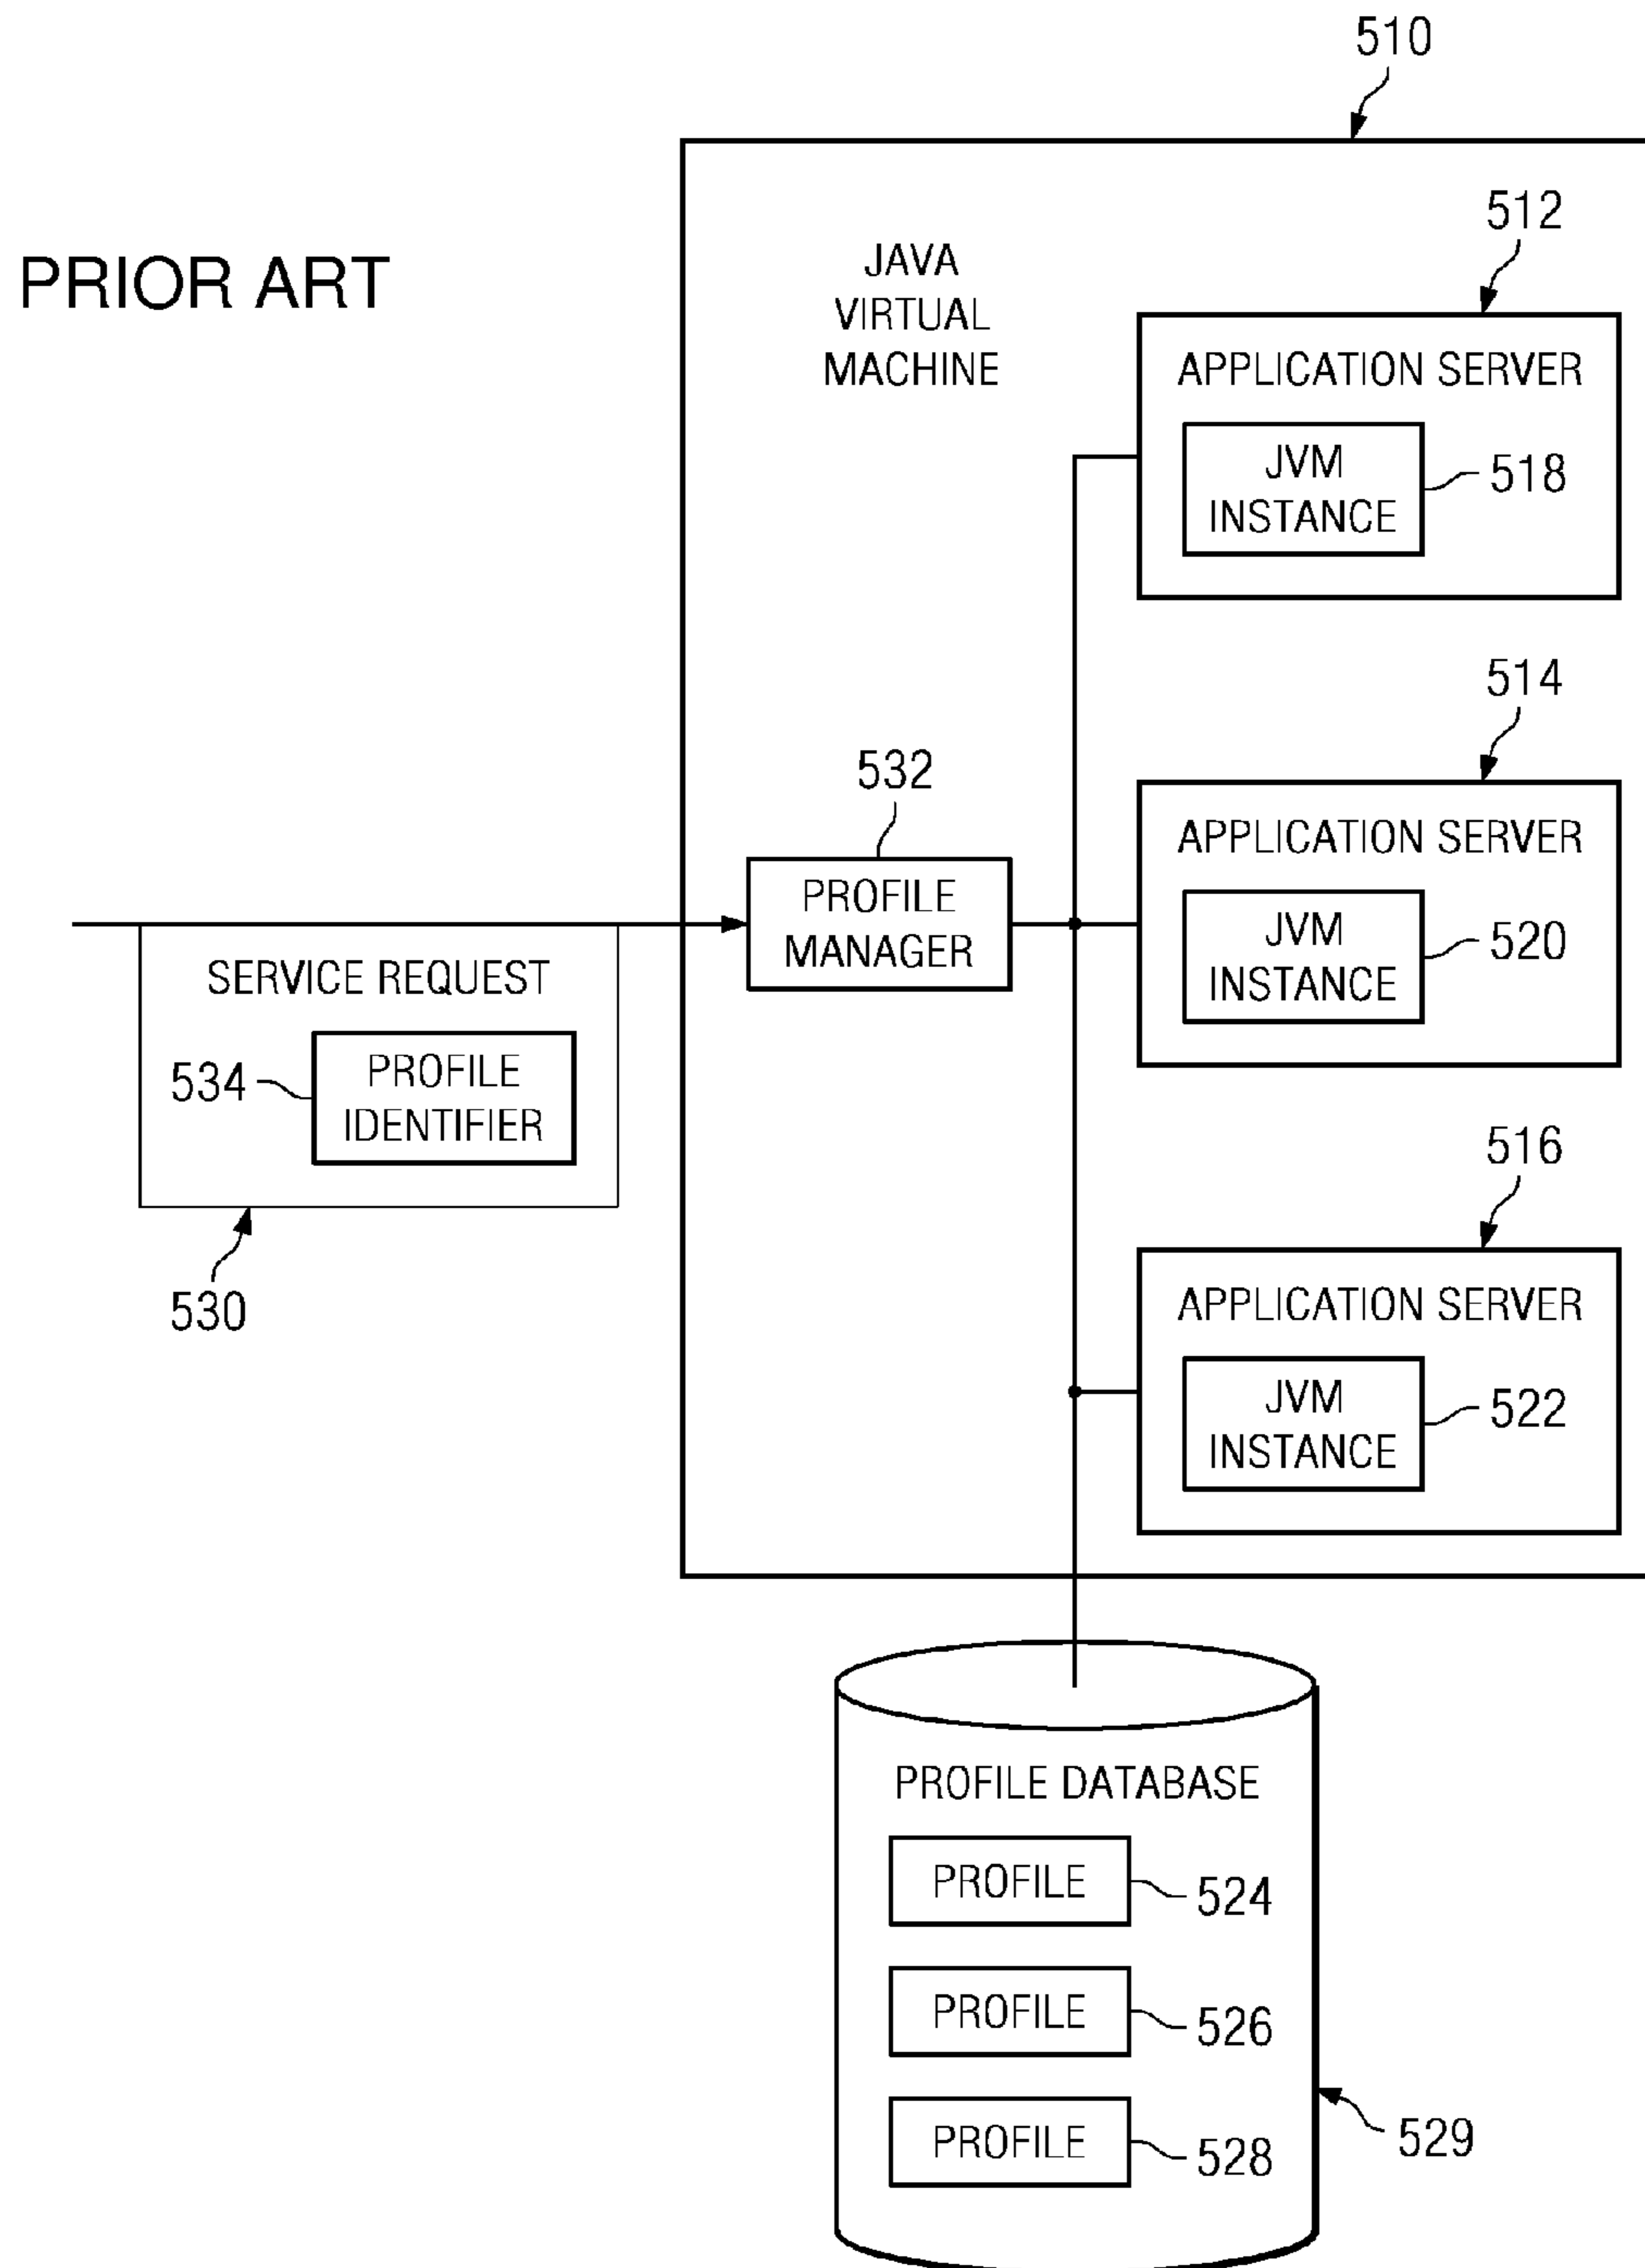 510
512
PRIOR ART
JAVA
VIRTUAL
MACHINE
APPLICATION SERVER
JVM
INSTANCE
518
514
532
APPLICATION SERVER
PROFILE
MANAGER
JVM
INSTANCE
520
SERVICE REQUEST
534
PROFILE
IDENTIFIER
516
530
APPLICATION SERVER
JVM
INSTANCE
522
PROFILE DATABASE
PROFILE
524
PROFILE
526
PROFILE
528
529